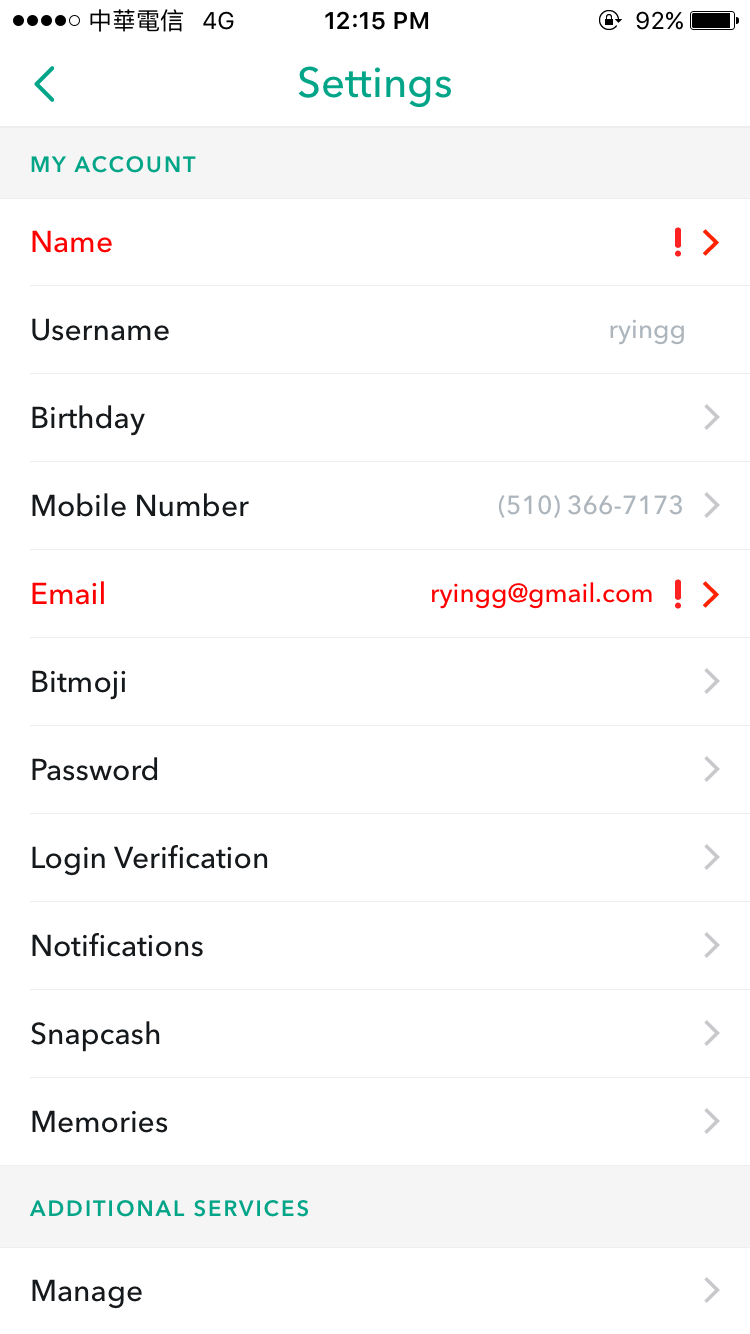 中華電信 4G 12:15 PM 92%
Settings
MY ACCOUNT
Name !
Username ryingg
Birthday
Mobile Number (510) 366-7173
Email ryingg@gmail.com !
Bitmoji
Password
Login Verification
Notifications
Snapcash
Memories
ADDITIONAL SERVICES
Manage